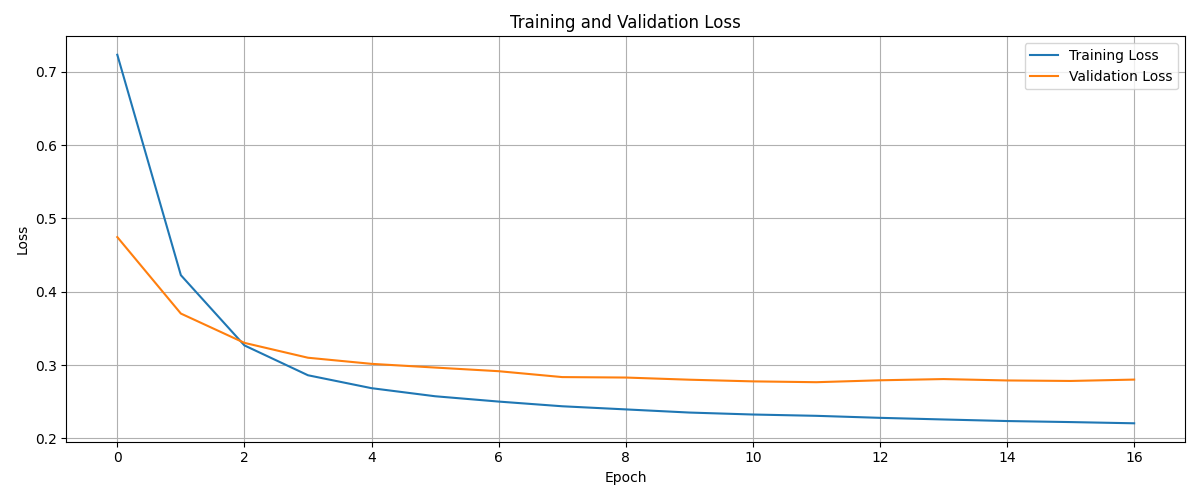 Training and Validation Loss
Training Loss
Validation Loss
0.7
0.6
0.5
0.4
0.3
0.2
Loss
0 2 4 6 8 10 12 14 16
Epoch